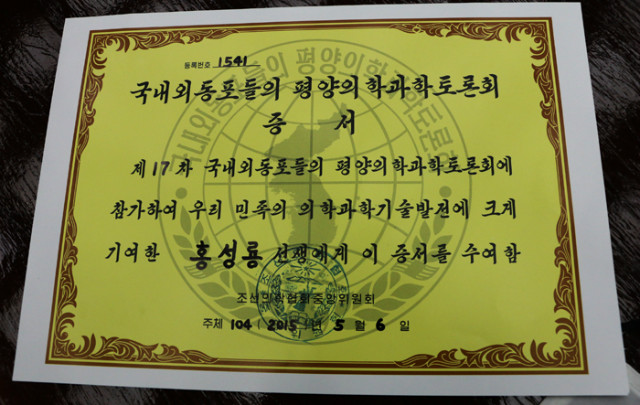 등록번호 1541
국내외동포들의 평양의학과학토론회
증 서
제17차 국내외동포들의 평양의학과학토론회에
참가하여 우리 민족의 의학과학기술발전에 크게
기여한 홍성룡 선생에게 이 증서를 수여함
조선의학협회중앙위원회
주체 104 (2015)년 5월 6일